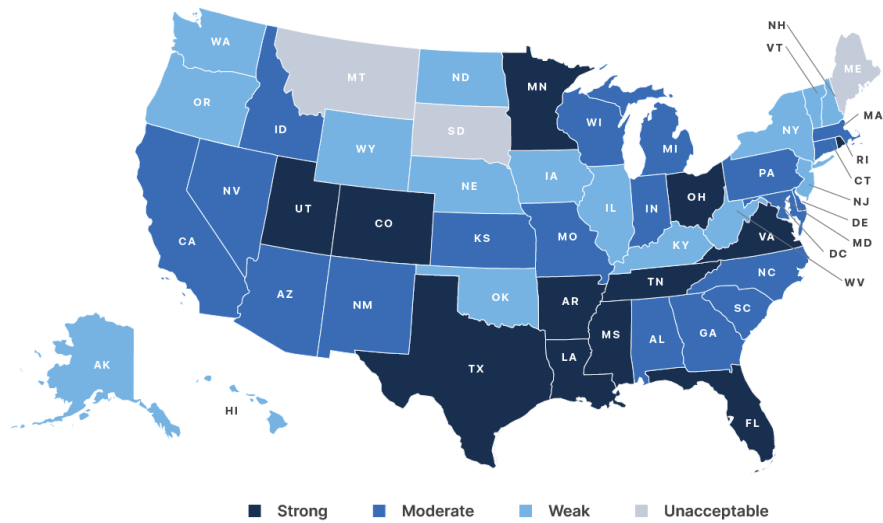 NH
VT
WA
MT
ND
MN
ME
OR
ID
SD
WI
MI
NY
MA
WY
RI
IA
PA
CT
NE
NV
UT
IL
IN
OH
NJ
CO
DE
CA
KS
MO
KY
VA
MD
DC
WV
AZ
NM
OK
TN
NC
AR
SC
MS
AL
GA
LA
AK
TX
HI
FL
Strong Moderate Weak Unacceptable